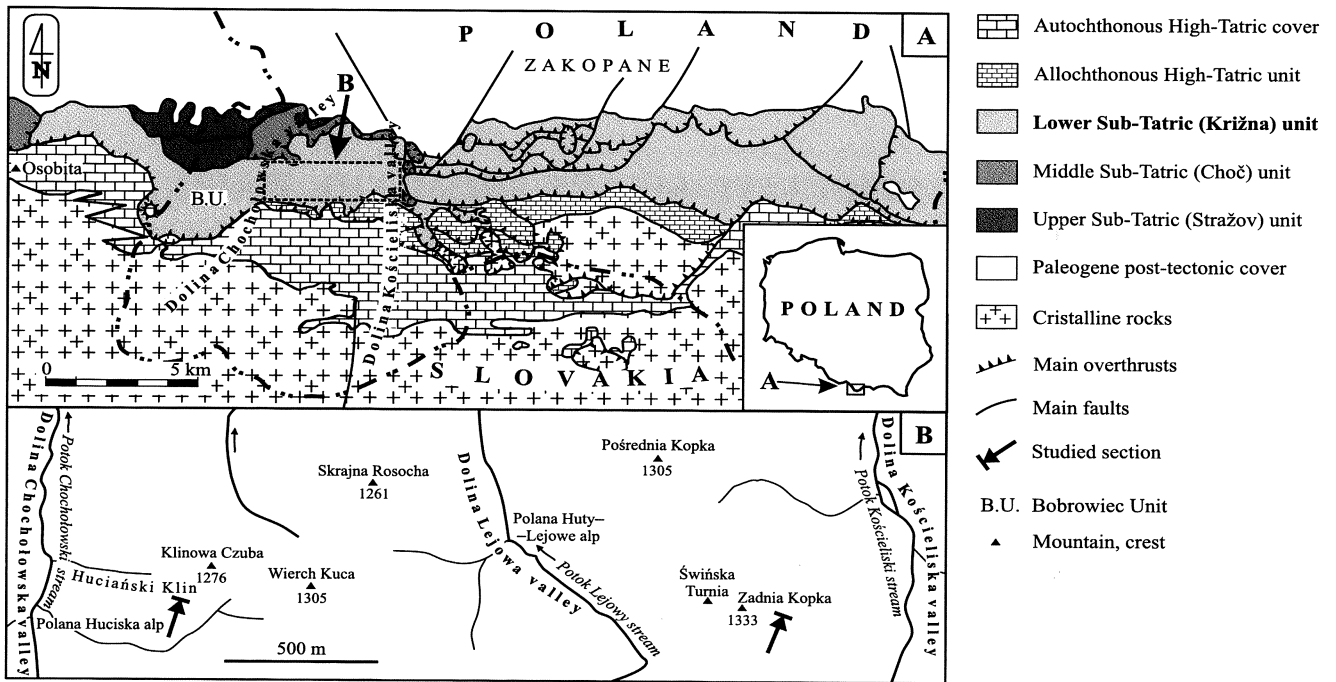 P O L A N D
A
ZAKOPANE
N
B
Osobita
B.U.
Dolina Chochołowska valley
Dolina Kościeliska valley
0 5 km
S L O V A K I A
POLAND
A
B
Dolina Chochołowska valley
Potok Chochołowski stream
Klinowa Czuba
1276
Huciański Klin
Polana Huciska alp
Wierch Kuca
1305
Skrajna Rosocha
1261
500 m
Dolina Lejowa valley
Polana Huty–
–Lejowe alp
Potok Lejowy stream
Pośrednia Kopka
1305
Świńska
Turnia
Zadnia Kopka
1333
Potok Kościeliski stream
Dolina Kościeliska valley
Autochthonous High-Tatric cover
Allochthonous High-Tatric unit
Lower Sub-Tatric (Križna) unit
Middle Sub-Tatric (Choč) unit
Upper Sub-Tatric (Stražov) unit
Paleogene post-tectonic cover
Cristalline rocks
Main overthrusts
Main faults
Studied section
B.U. Bobrowiec Unit
Mountain, crest